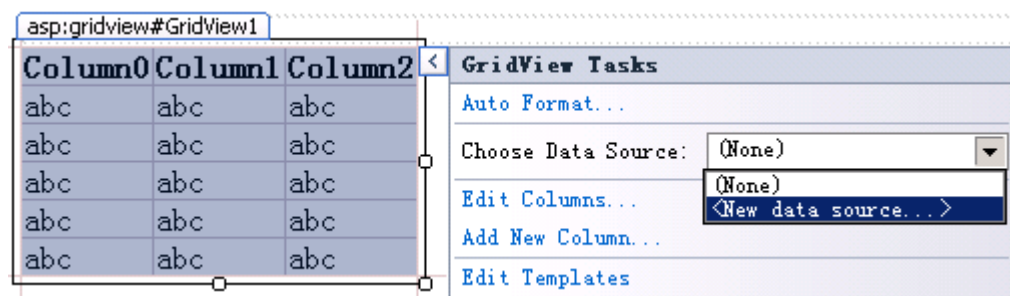 asp:gridview#GridView1
Column0 Column1 Column2
abc abc abc
abc abc abc
abc abc abc
abc abc abc
abc abc abc
GridView Tasks
Auto Format...
Choose Data Source: (None)
(None)
<New data source...>
Edit Columns...
Add New Column...
Edit Templates